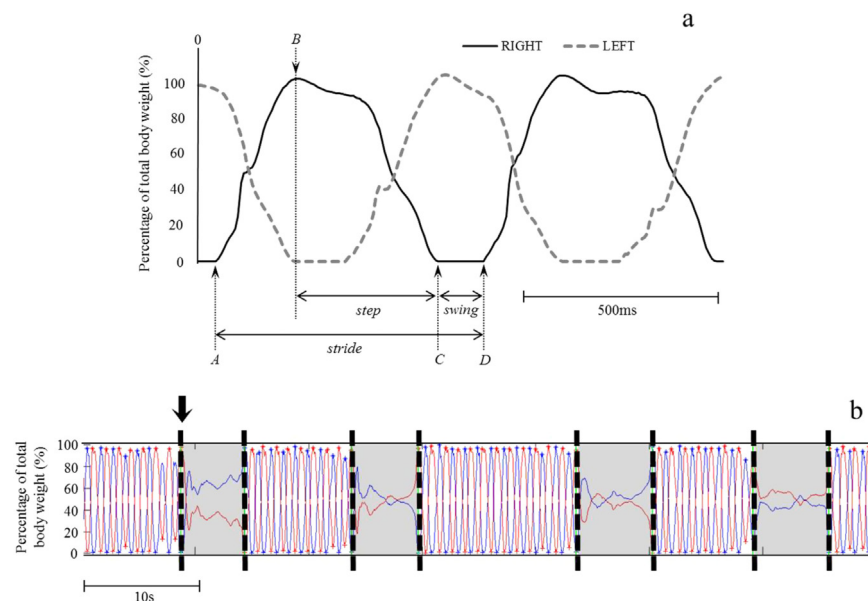 a
0
B
RIGHT
LEFT
Percentage of total body weight (%)
100
80
60
40
20
0
step
swing
500ms
stride
A
C
D
b
Percentage of total
body weight (%)
100
80
60
40
20
0
10s